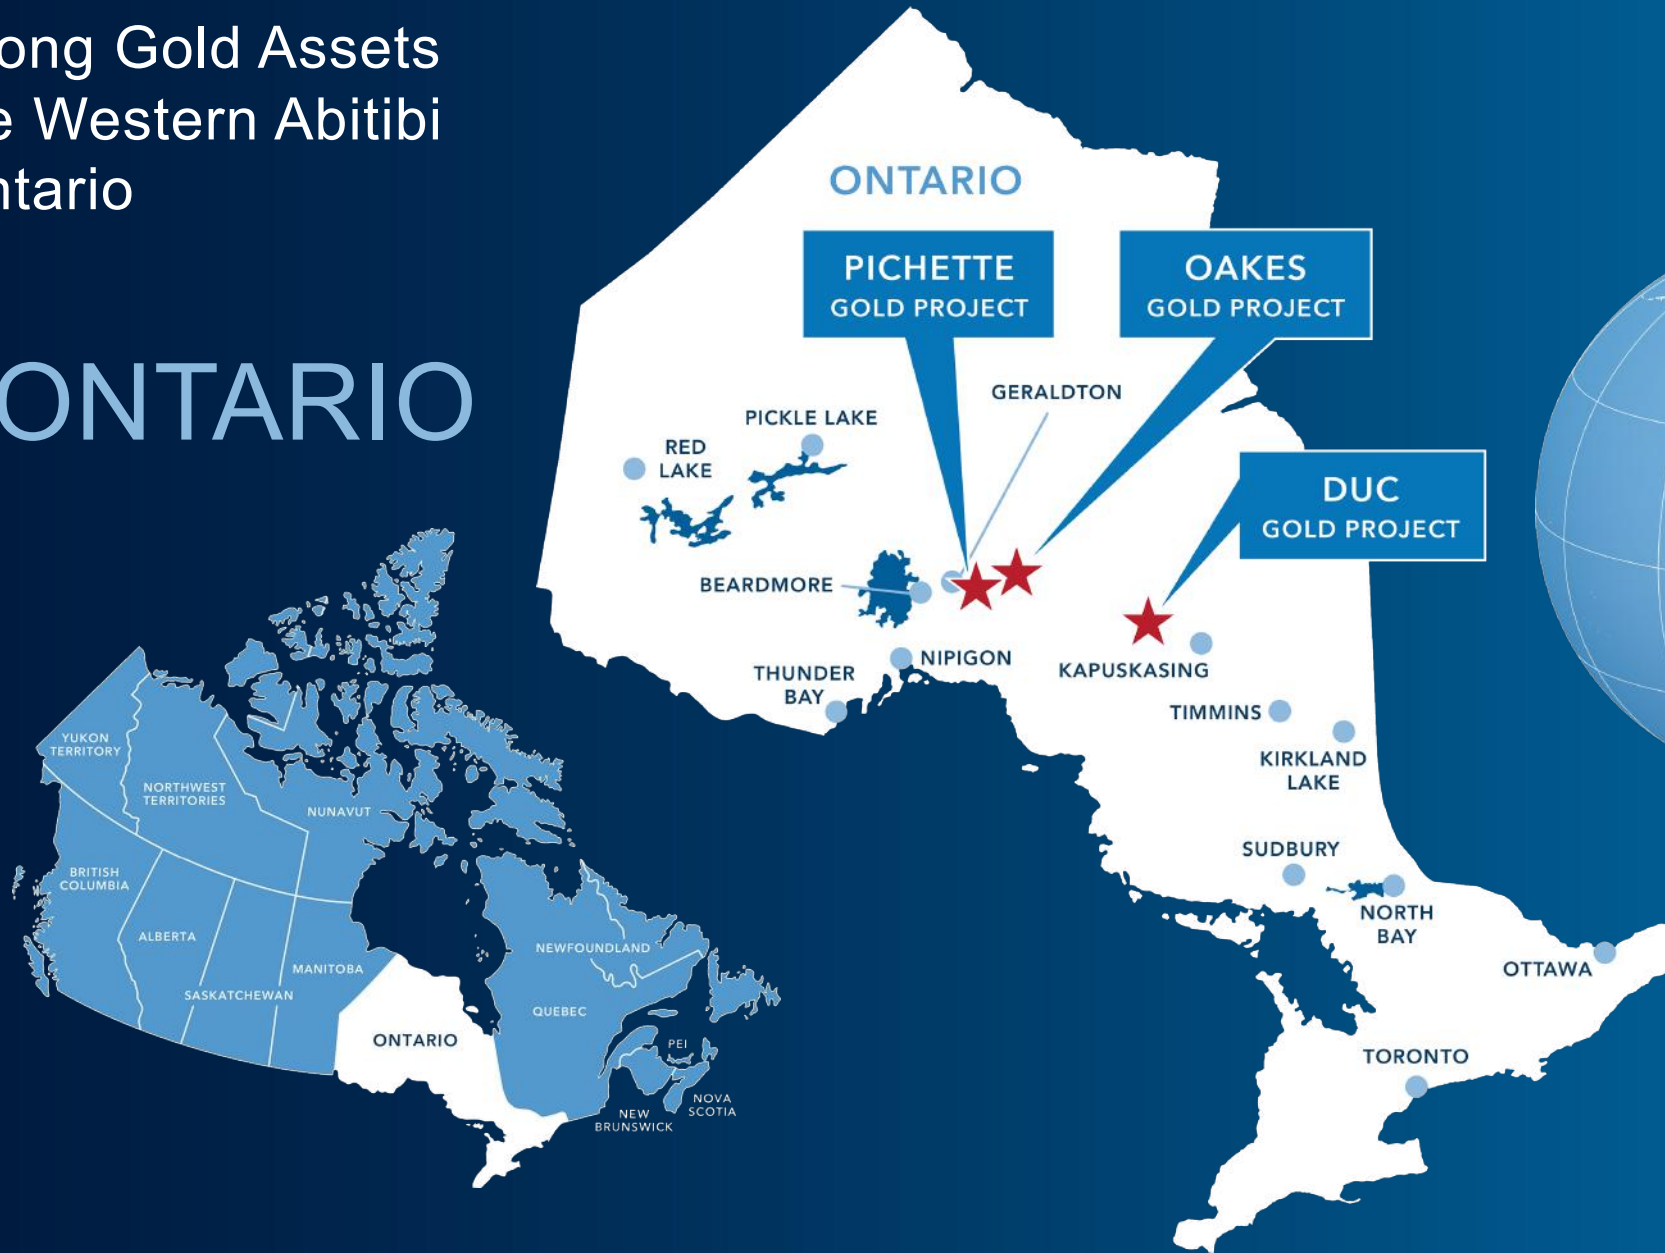 ong Gold Assets
e Western Abitibi
ntario
ONTARIO
ONTARIO
PICHETTE
GOLD PROJECT
OAKES
GOLD PROJECT
GERALDTON
PICKLE LAKE
RED
LAKE
DUC
GOLD PROJECT
BEARDMORE
NIPIGON
THUNDER
BAY
KAPUSKASING
TIMMINS
KIRKLAND
LAKE
SUDBURY
NORTH
BAY
OTTAWA
TORONTO
YUKON
TERRITORY
NORTHWEST
TERRITORIES
NUNAVUT
BRITISH
COLUMBIA
ALBERTA
SASKATCHEWAN
MANITOBA
ONTARIO
NEWFOUNDLAND
QUEBEC
PEI
NOVA
SCOTIA
NEW
BRUNSWICK